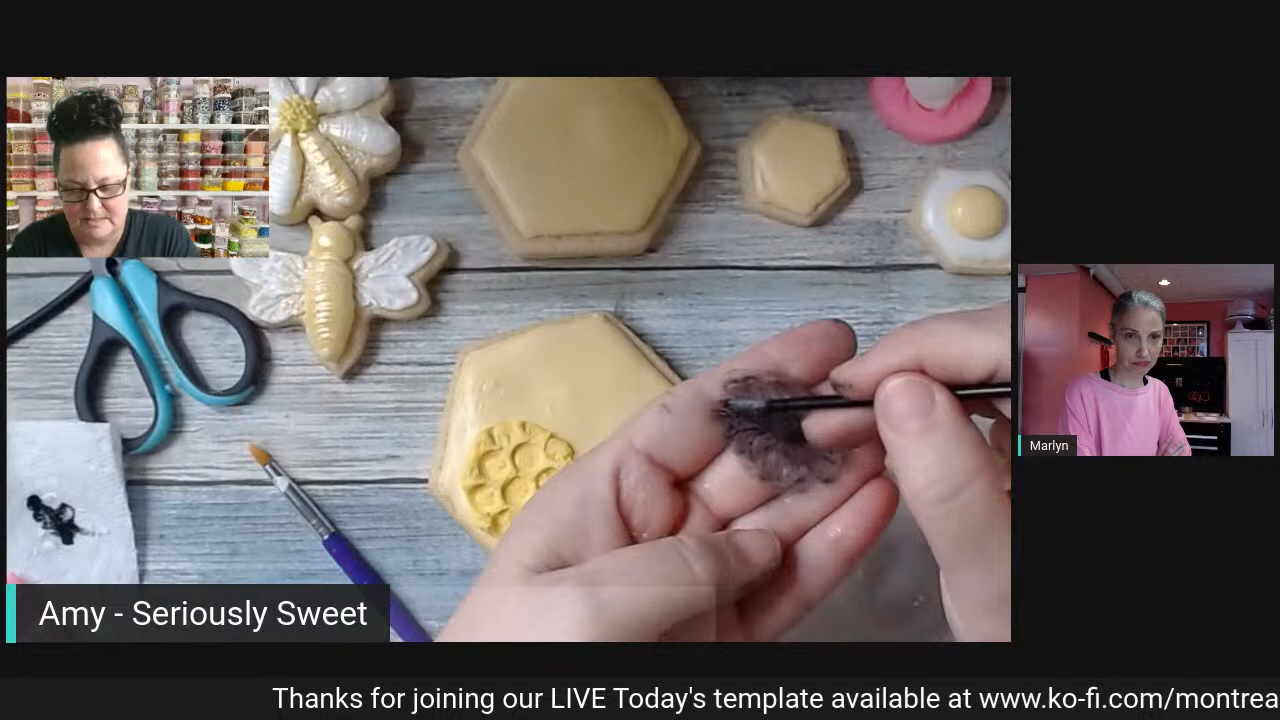 Marlyn
Amy - Seriously Sweet
Thanks for joining our LIVE Today's template available at www.ko-fi.com/montrea